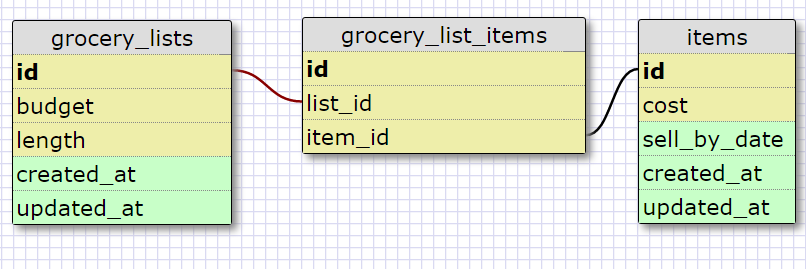 grocery_lists
id
budget
length
created_at
updated_at
grocery_list_items
id
list_id
item_id
items
id
cost
sell_by_date
created_at
updated_at